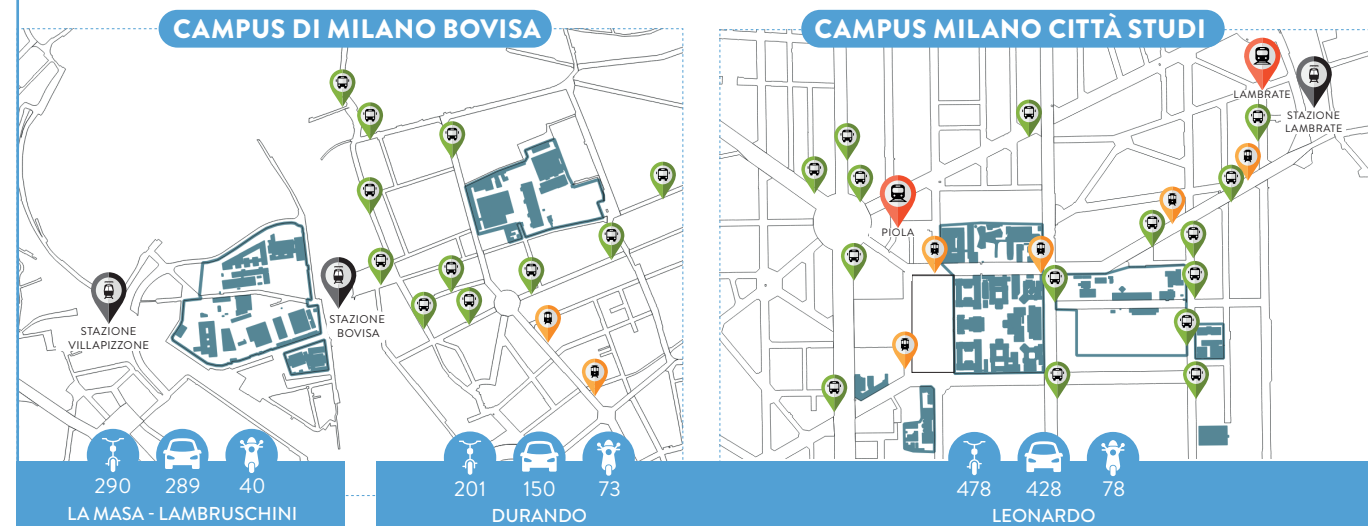 CAMPUS DI MILANO BOVISA
STAZIONE
VILLAPIZZONE
STAZIONE
BOVISA
290
289
40
LA MASA - LAMBRUSCHINI
201
150
73
DURANDO
CAMPUS MILANO CITTÀ STUDI
LAMBRATE
STAZIONE
LAMBRATE
PIOLA
478
428
78
LEONARDO